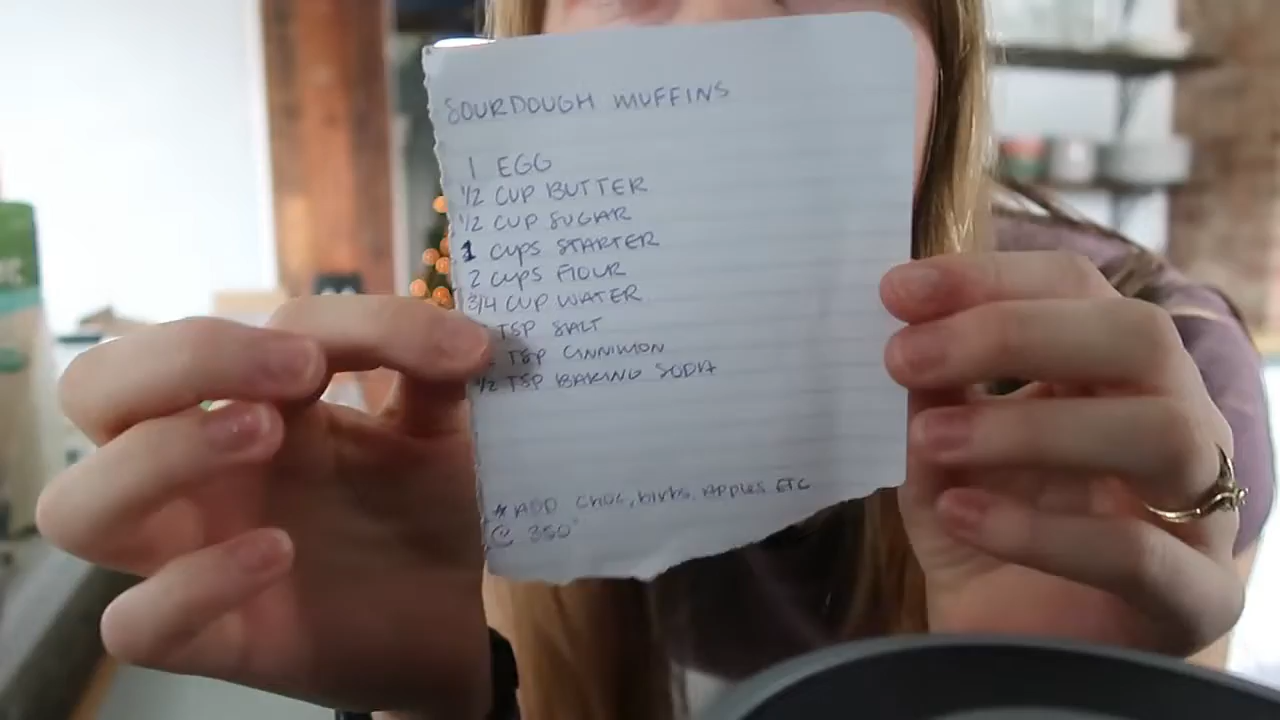 SOURDOUGH MUFFINS
1 EGG
1/2 CUP BUTTER
1/2 CUP SUGAR
1 CUPS STARTER
2 CUPS FLOUR
3/4 CUP WATER
TSP SALT
TSP CINNIMON
1/2 TSP BAKING SODA
* ADD CHOC, APPLES ETC
@ 350°